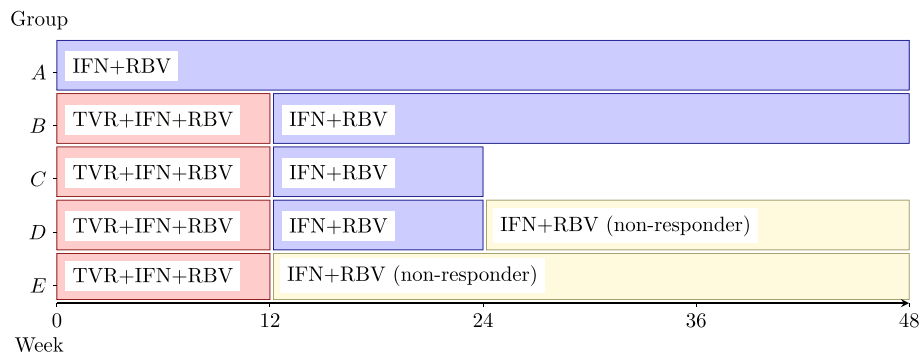 Group
A IFN+RBV
B TVR+IFN+RBV IFN+RBV
C TVR+IFN+RBV IFN+RBV
D TVR+IFN+RBV IFN+RBV IFN+RBV (non-responder)
E TVR+IFN+RBV IFN+RBV (non-responder)
0 12 24 36 48
Week